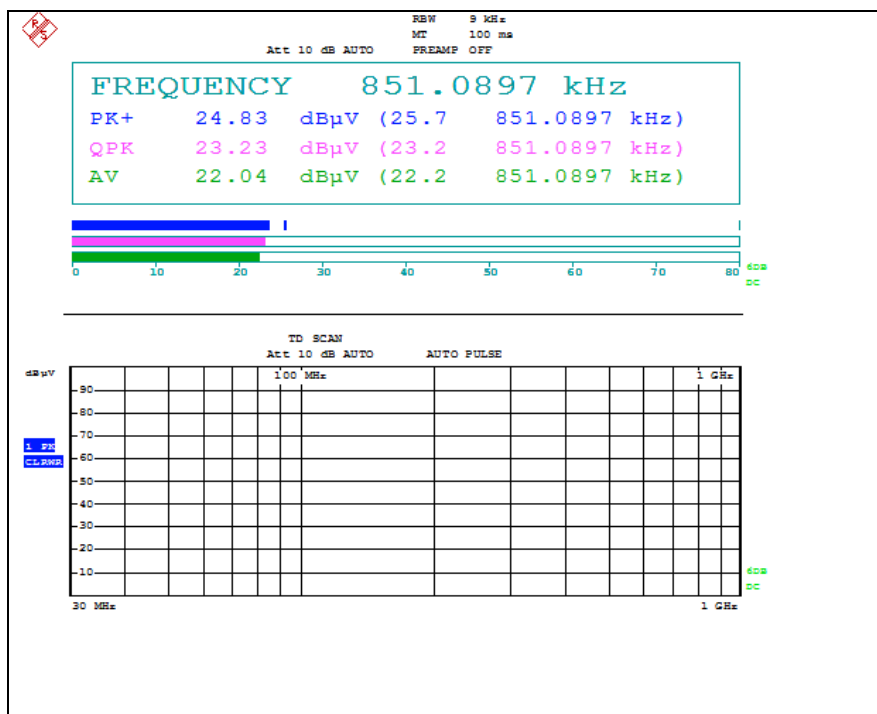 R S
RBW 9 kHz
MT 100 ms
Att 10 dB AUTO PREAMP OFF
FREQUENCY 851.0897 kHz
PK+ 24.83 dBµV (25.7 851.0897 kHz)
QPK 23.23 dBµV (23.2 851.0897 kHz)
AV 22.04 dBµV (22.2 851.0897 kHz)
0 10 20 30 40 50 60 70 80
6DB
DC
TD SCAN
Att 10 dB AUTO AUTO PULSE
dBµV
100 MHz 1 GHz
90
80
70
1 PK
CLRWR
60
50
40
30
20
10
6DB
DC
30 MHz 1 GHz